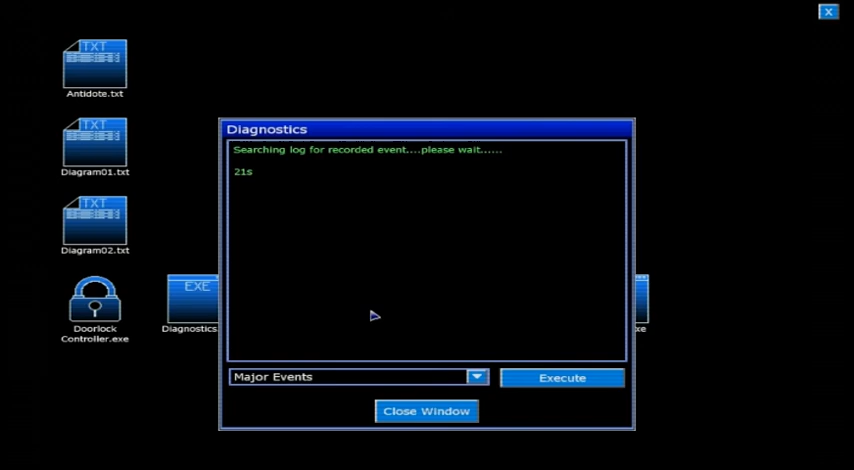 X
TXT
Antidote.txt
TXT
Diagram01.txt
TXT
Diagram02.txt
Doorlock
Controller.exe
EXE
Diagnostics.
xe
Diagnostics
Searching log for recorded event....please wait......
21s
Major Events
Execute
Close Window